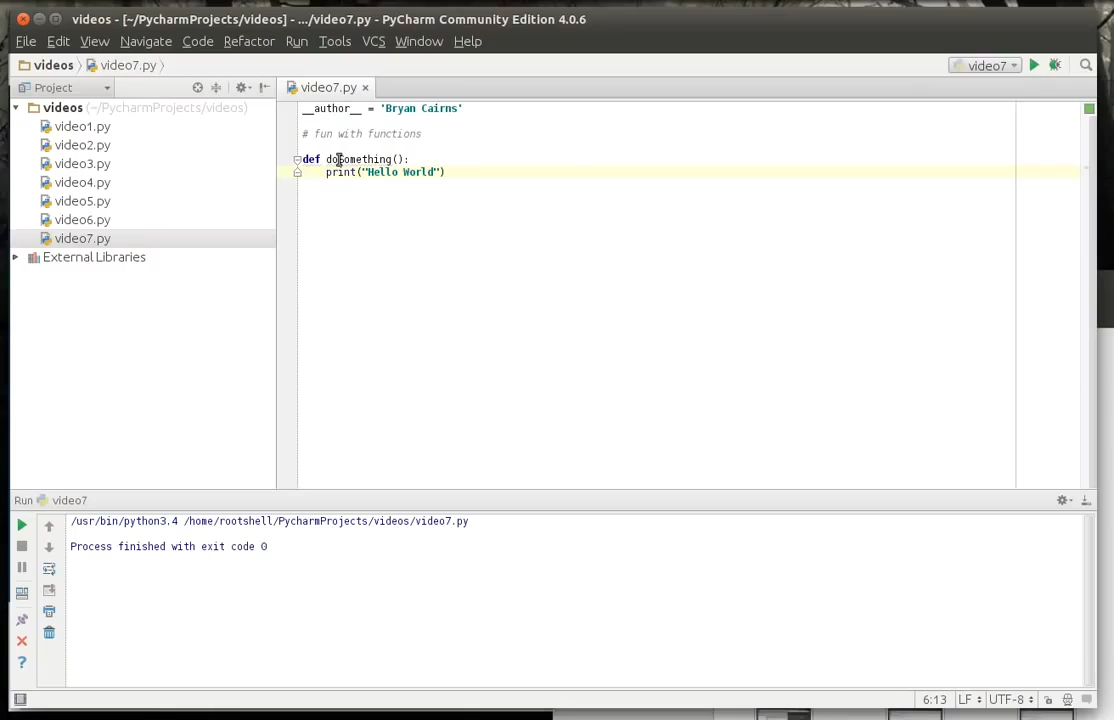 videos - [~/PycharmProjects/videos] - .../video7.py - PyCharm Community Edition 4.0.6
File Edit View Navigate Code Refactor Run Tools VCS Window Help
videos video7.py
video7
Project
video7.py
videos (~/PycharmProjects/videos)
video1.py
video2.py
video3.py
video4.py
video5.py
video6.py
video7.py
External Libraries
__author__ = 'Bryan Cairns'
# fun with functions
def doSomething():
print("Hello World")
Run video7
/usr/bin/python3.4 /home/rootshell/PycharmProjects/videos/video7.py
Process finished with exit code 0
6:13 LF UTF-8